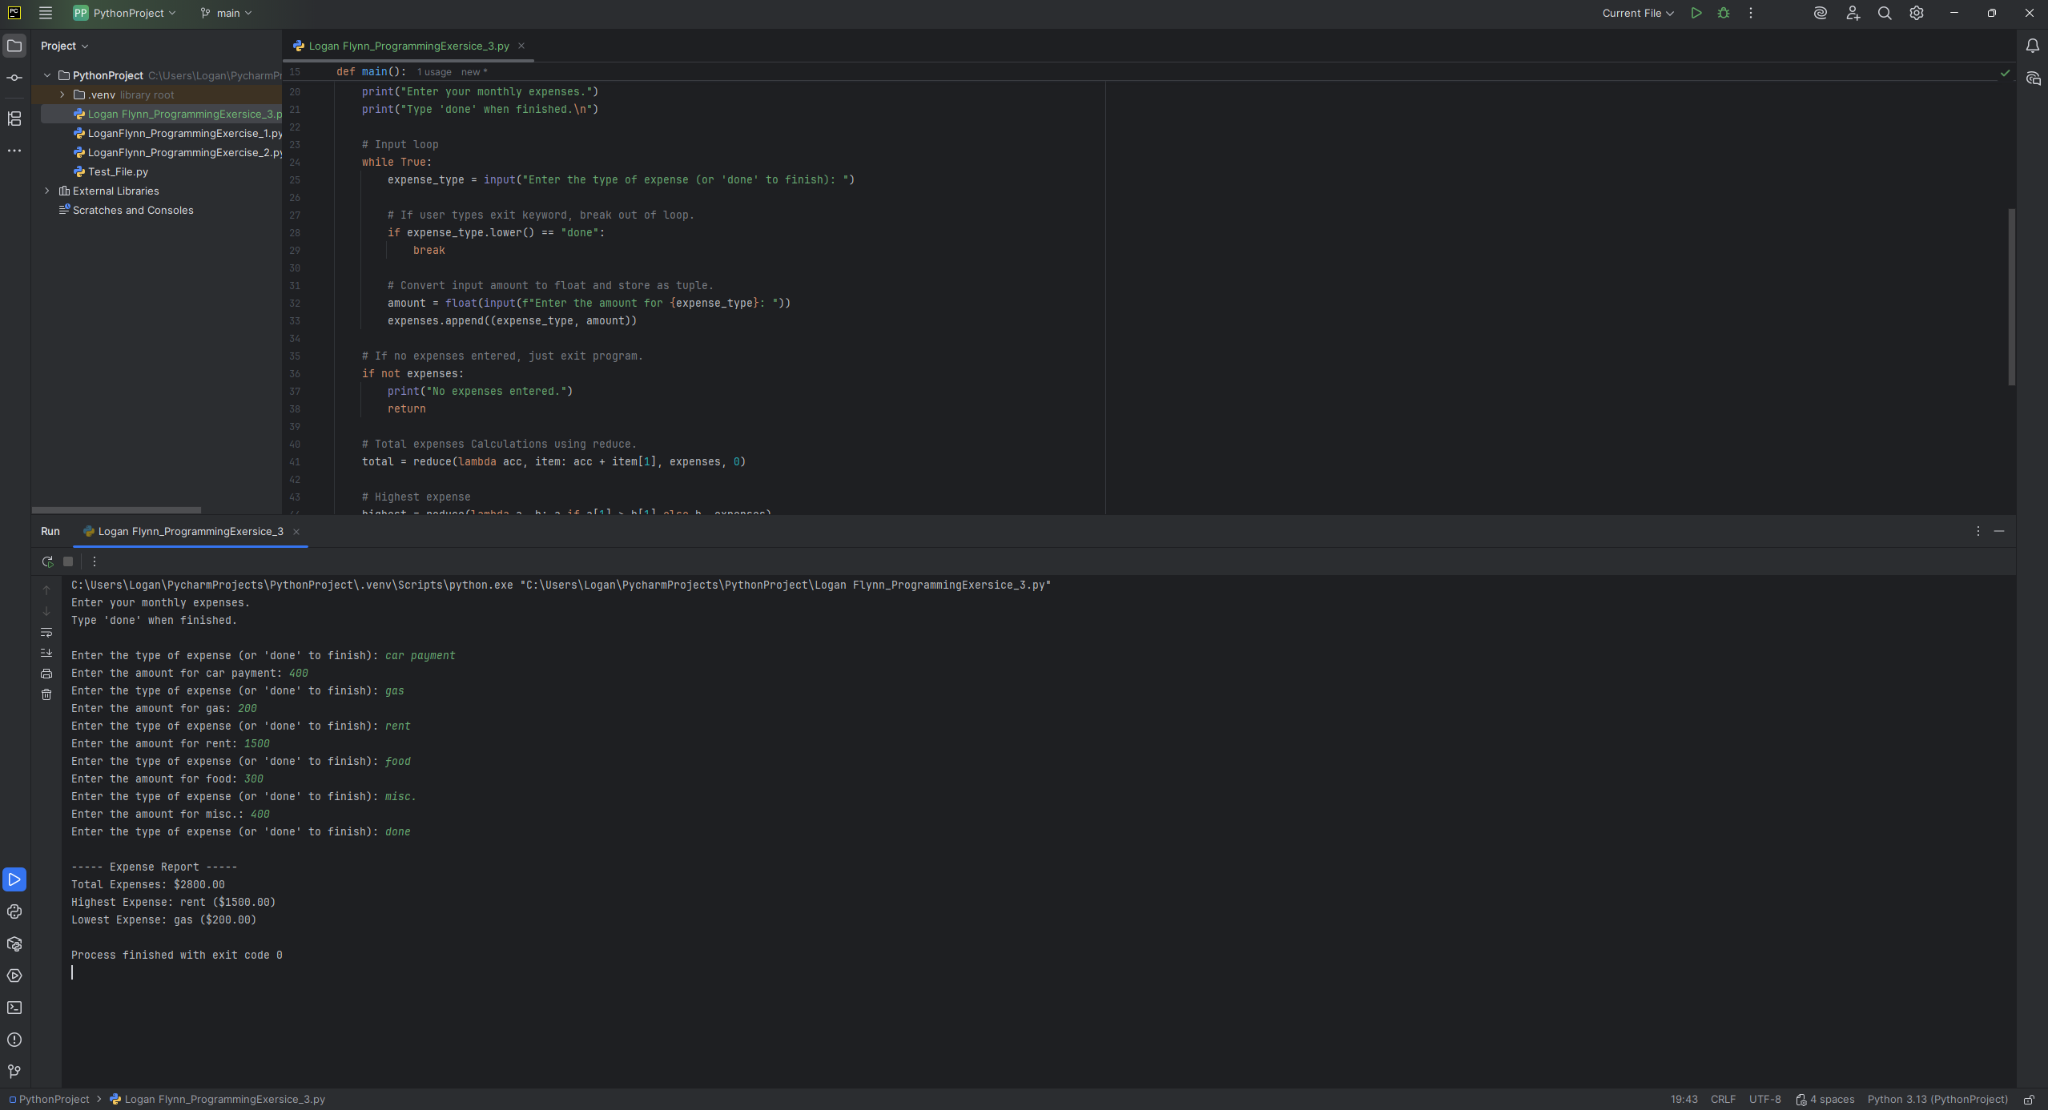 PC PP PythonProject main Current File
Project
Logan Flynn_ProgrammingExersice_3.py
PythonProject C:\Users\Logan\PycharmPr
.venv library root
Logan Flynn_ProgrammingExersice_3.p
LoganFlynn_ProgrammingExercise_1.py
LoganFlynn_ProgrammingExercise_2.py
Test_File.py
External Libraries
Scratches and Consoles
15 def main(): 1 usage new *
20 print("Enter your monthly expenses.")
21 print("Type 'done' when finished.\n")
22
23 # Input loop
24 while True:
25 expense_type = input("Enter the type of expense (or 'done' to finish): ")
26
27 # If user types exit keyword, break out of loop.
28 if expense_type.lower() == "done":
29 break
30
31 # Convert input amount to float and store as tuple.
32 amount = float(input(f"Enter the amount for {expense_type}: "))
33 expenses.append((expense_type, amount))
34
35 # If no expenses entered, just exit program.
36 if not expenses:
37 print("No expenses entered.")
38 return
39
40 # Total expenses Calculations using reduce.
41 total = reduce(lambda acc, item: acc + item[1], expenses, 0)
42
43 # Highest expense
highest = reduce(lambda a, b: a if a[1] > b[1] else b, expenses)
Run Logan Flynn_ProgrammingExersice_3
C:\Users\Logan\PycharmProjects\PythonProject\.venv\Scripts\python.exe "C:\Users\Logan\PycharmProjects\PythonProject\Logan Flynn_ProgrammingExersice_3.py"
Enter your monthly expenses.
Type 'done' when finished.
Enter the type of expense (or 'done' to finish): car payment
Enter the amount for car payment: 400
Enter the type of expense (or 'done' to finish): gas
Enter the amount for gas: 200
Enter the type of expense (or 'done' to finish): rent
Enter the amount for rent: 1500
Enter the type of expense (or 'done' to finish): food
Enter the amount for food: 300
Enter the type of expense (or 'done' to finish): misc.
Enter the amount for misc.: 400
Enter the type of expense (or 'done' to finish): done
----- Expense Report -----
Total Expenses: $2800.00
Highest Expense: rent ($1500.00)
Lowest Expense: gas ($200.00)
Process finished with exit code 0
PythonProject > Logan Flynn_ProgrammingExersice_3.py 19:43 CRLF UTF-8 4 spaces Python 3.13 (PythonProject)